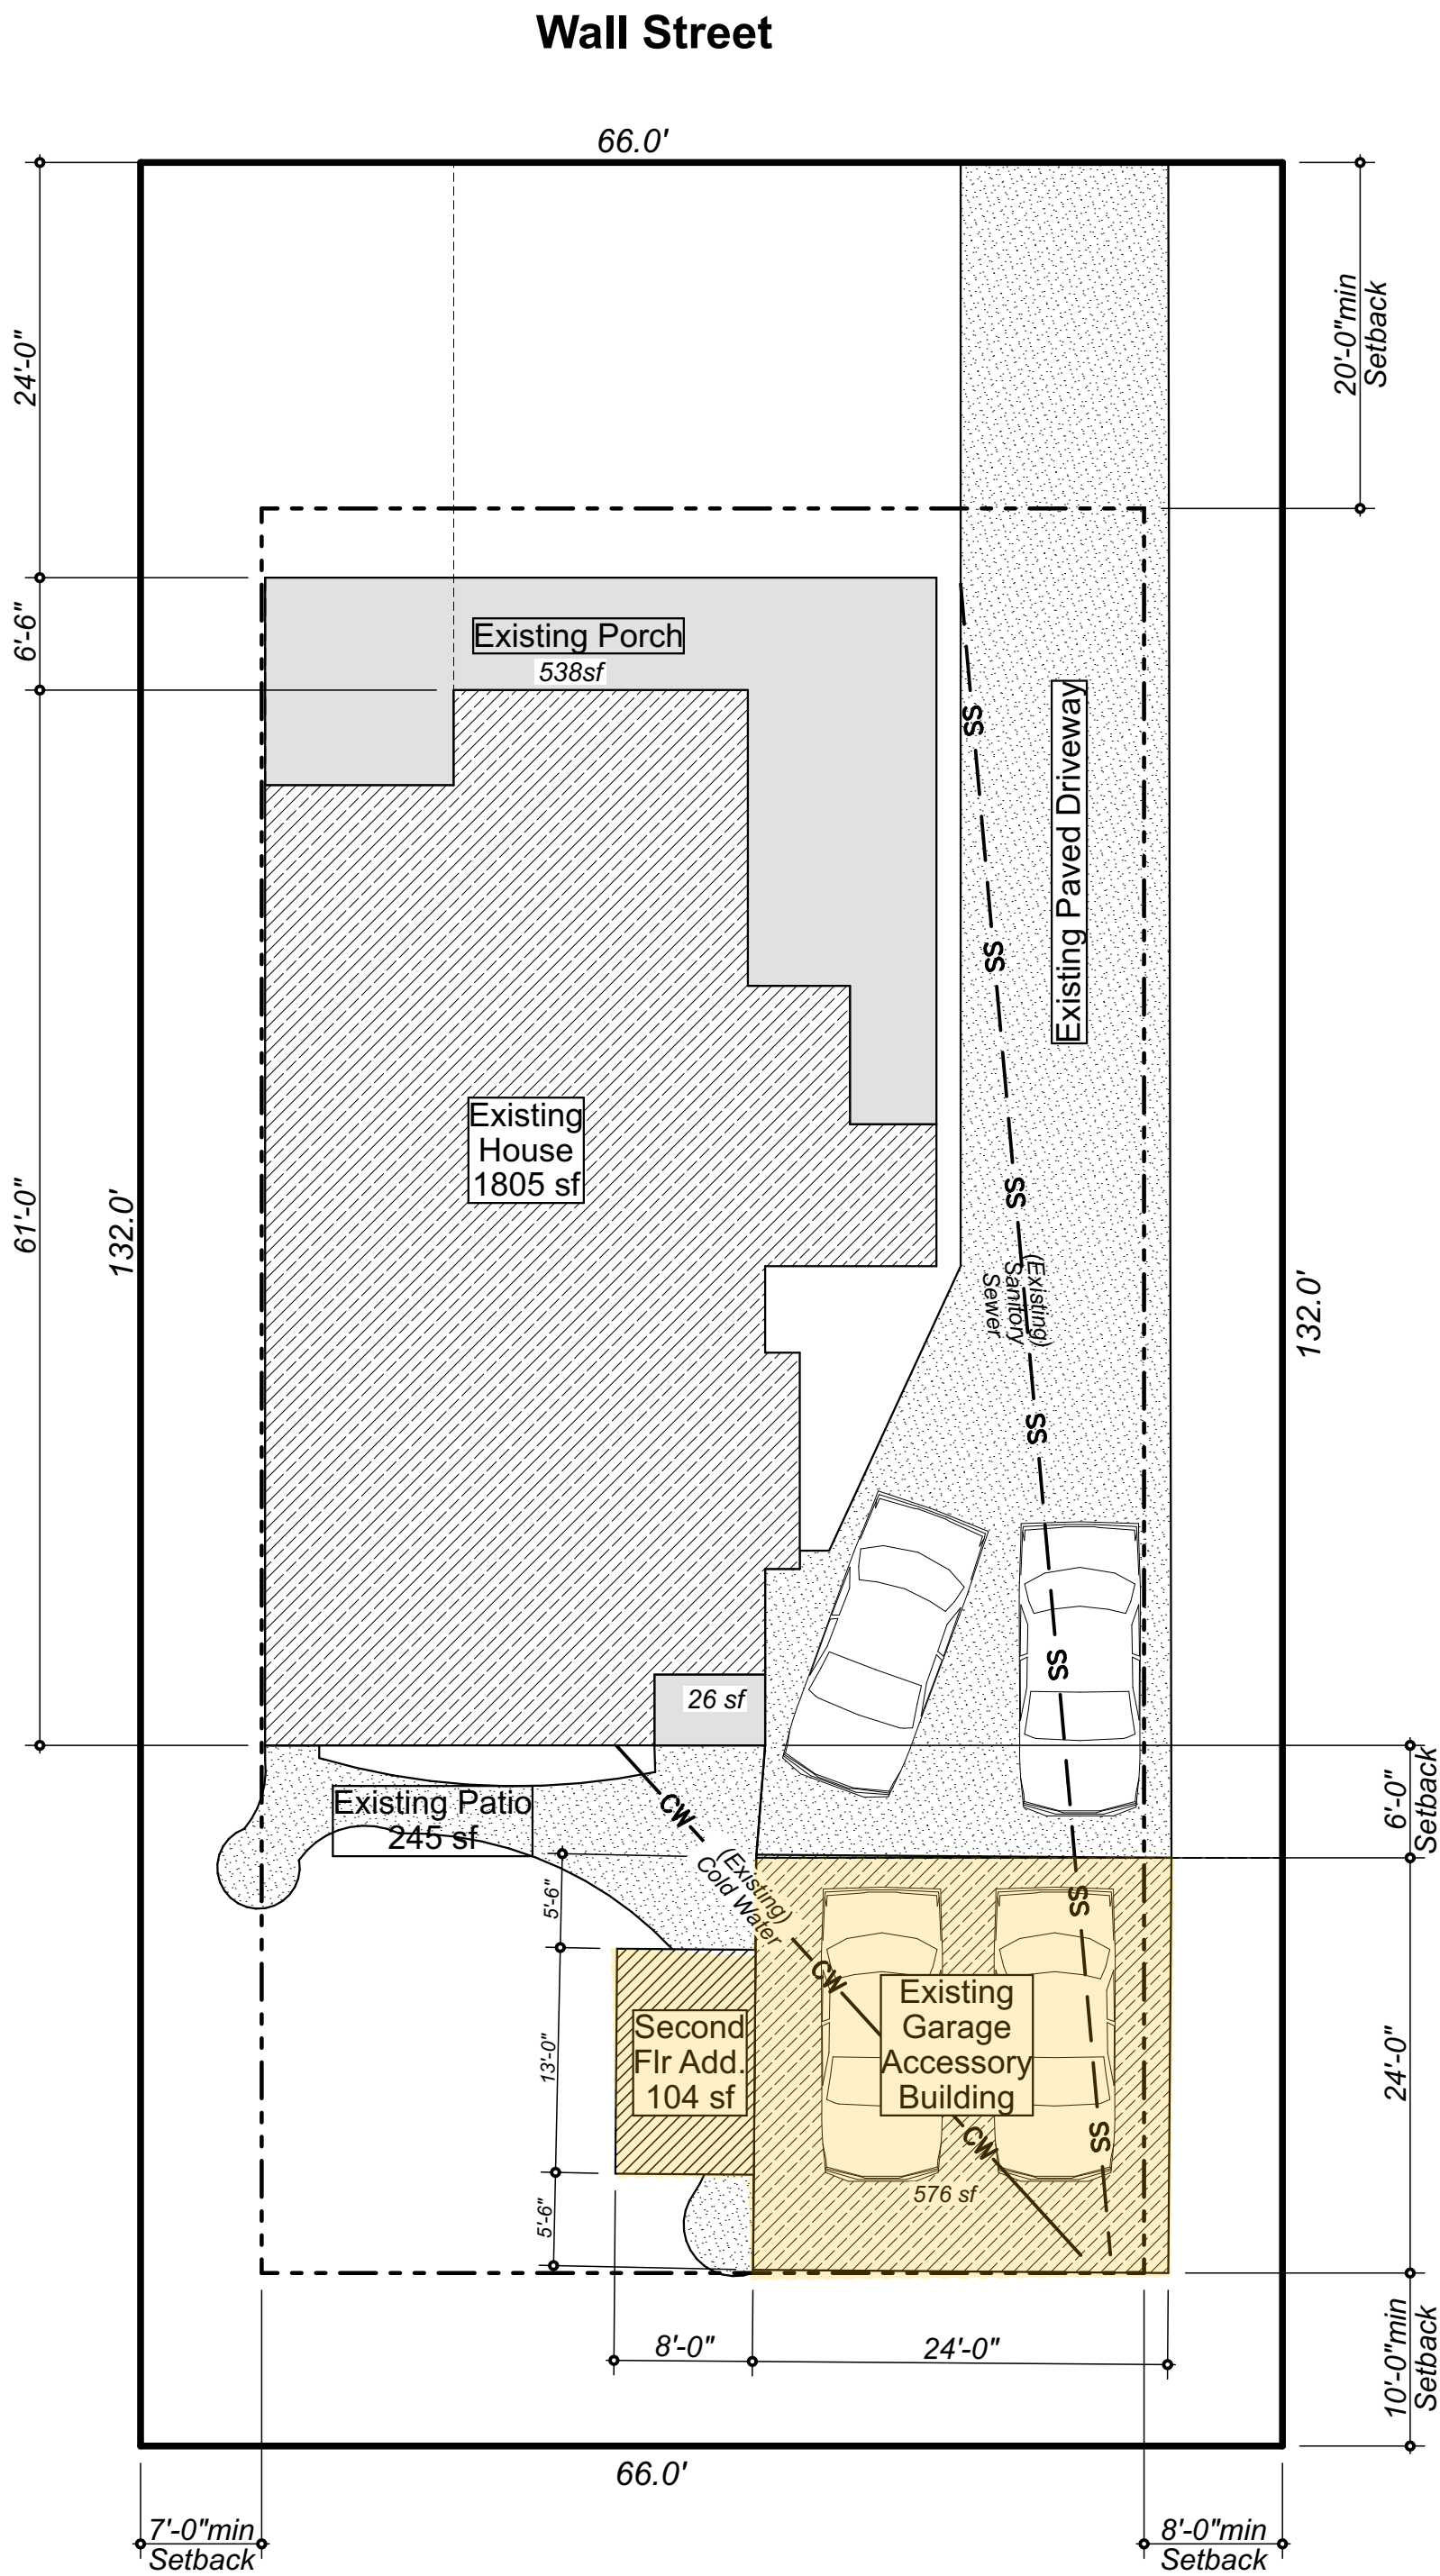 Wall Street
66.0'
24'-0"
20'-0"min
Setback
6'-6"
Existing Porch
538sf
SS
Existing Paved Driveway
SS
Existing
House
1805 sf
61'-0"
132.0'
SS
(Existing)
Sanitory
Sewer
132.0'
SS
SS
26 sf
6'-0"
Setback
Existing Patio
245 sf
CW
(Existing)
Cold Water
5'-6"
SS
CW
Existing
Garage
Accessory
Building
Second
Flr Add.
104 sf
13'-0"
24'-0"
SS
CW
576 sf
5'-6"
8'-0"
24'-0"
10'-0"min
Setback
66.0'
7'-0"min
Setback
8'-0"min
Setback